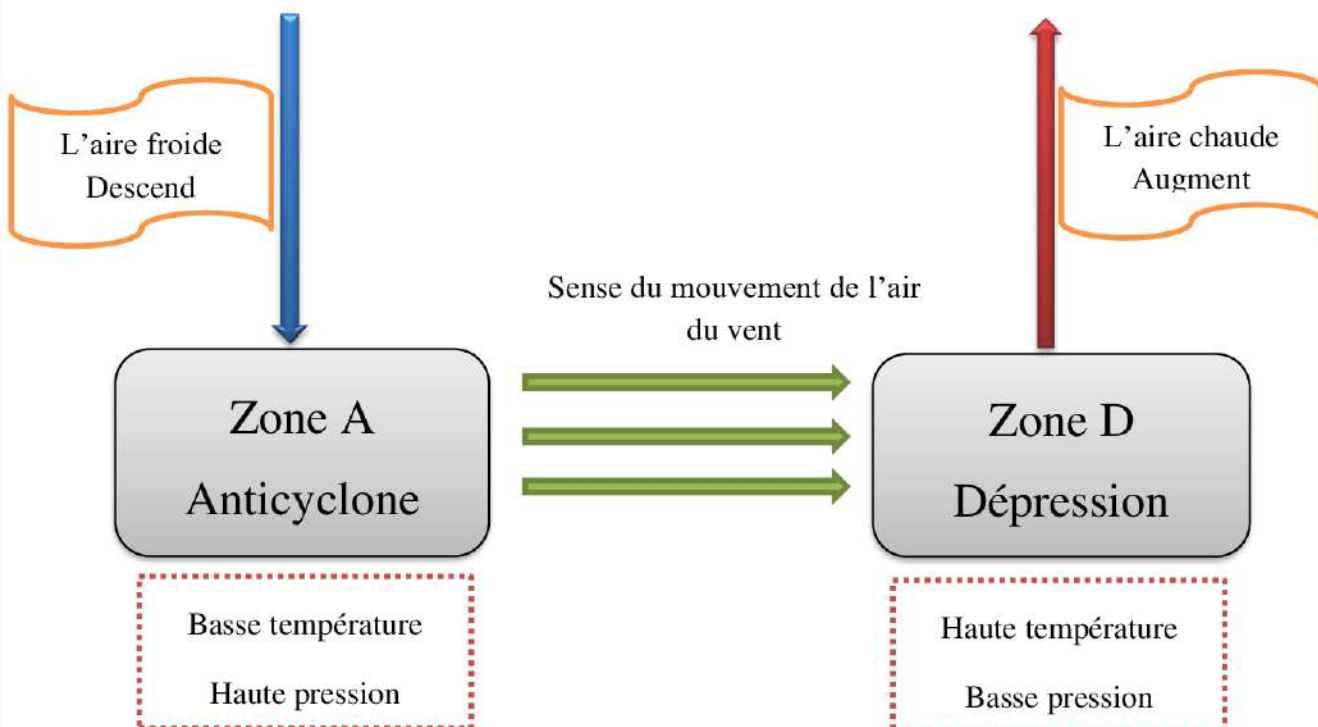 L'aire froide
Descend
L'aire chaude
Augment
Sense du mouvement de l'air
du vent
Zone A
Anticyclone
Zone D
Dépression
Basse température
Haute pression
Haute température
Basse pression